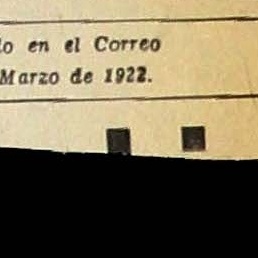 en el Correo
Marzo de 1922.